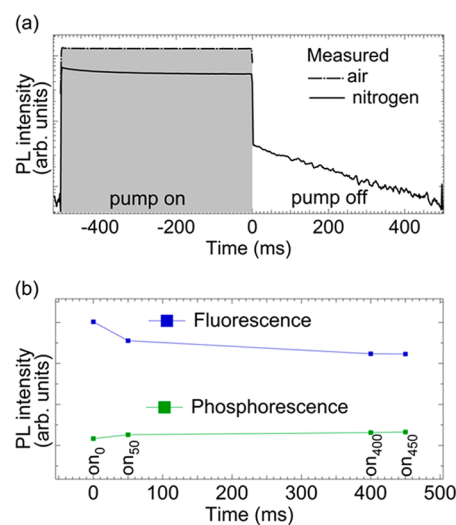 (a)
PL intensity
(arb. units)
Measured
air
nitrogen
pump on
pump off
-400
-200
0
200
400
Time (ms)
(b)
PL intensity
(arb. units)
Fluorescence
Phosphorescence
on0
on50
on400
on450
0
100
200
300
400
500
Time (ms)